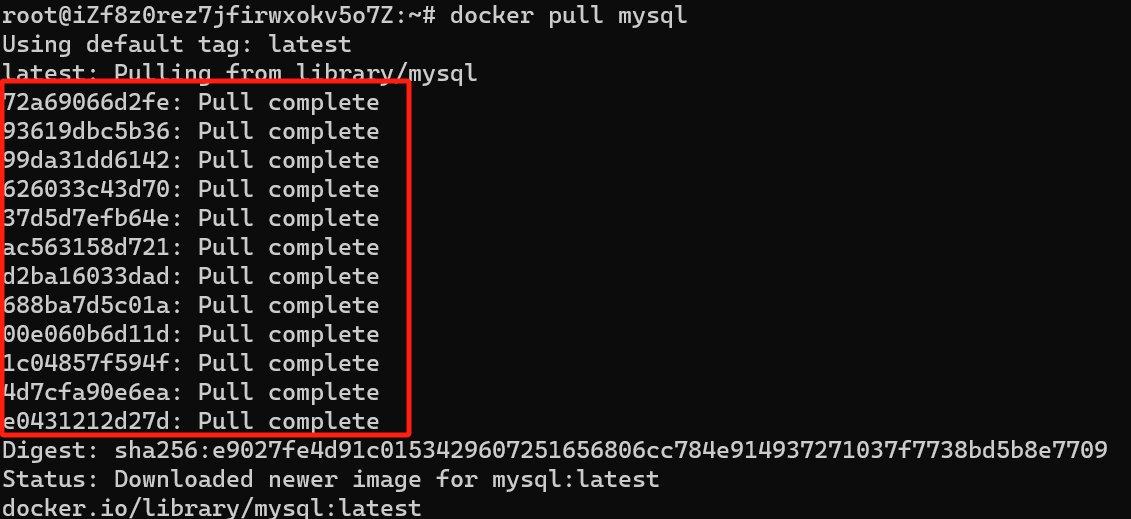 root@iZf8z0rez7jfirwxokv5o7Z:~# docker pull mysql
Using default tag: latest
latest: Pulling from library/mysql
72a69066d2fe: Pull complete
93619dbc5b36: Pull complete
99da31dd6142: Pull complete
626033c43d70: Pull complete
37d5d7efb64e: Pull complete
ac563158d721: Pull complete
d2ba16033dad: Pull complete
688ba7d5c01a: Pull complete
00e060b6d11d: Pull complete
1c04857f594f: Pull complete
4d7cfa90e6ea: Pull complete
e0431212d27d: Pull complete
Digest: sha256:e9027fe4d91c0153429607251656806cc784e914937271037f7738bd5b8e7709
Status: Downloaded newer image for mysql:latest
docker.io/library/mysql:latest